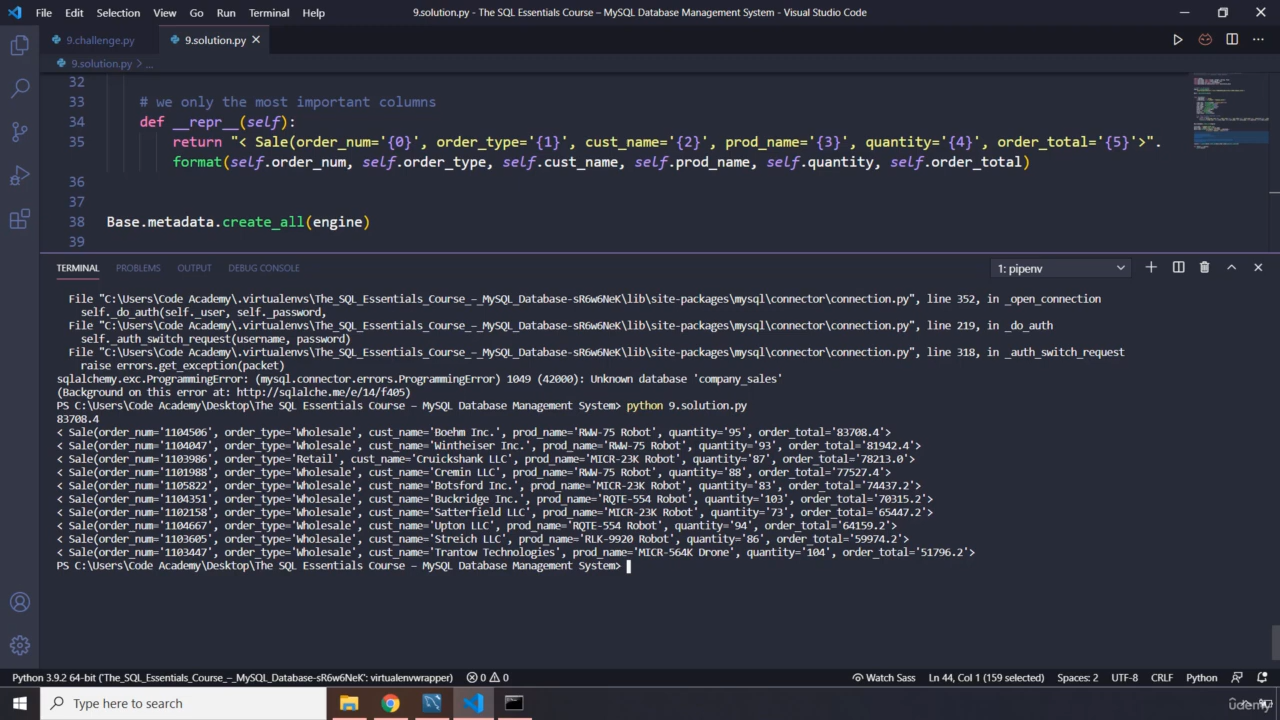 File Edit Selection View Go Run Terminal Help 9.solution.py - The SQL Essentials Course – MySQL Database Management System - Visual Studio Code
9.challenge.py 9.solution.py
9.solution.py > ...
32
33 # we only the most important columns
34 def __repr__(self):
35 return "< Sale(order_num='{0}', order_type='{1}', cust_name='{2}', prod_name='{3}', quantity='{4}', order_total='{5}'>".
format(self.order_num, self.order_type, self.cust_name, self.prod_name, self.quantity, self.order_total)
36
37
38 Base.metadata.create_all(engine)
39
TERMINAL PROBLEMS OUTPUT DEBUG CONSOLE 1: pipenv
File "C:\Users\Code Academy\.virtualenvs\The_SQL_Essentials_Course_–_MySQL_Database-sR6w6NeK\lib\site-packages\mysql\connector\connection.py", line 352, in _open_connection
self._do_auth(self._user, self._password,
File "C:\Users\Code Academy\.virtualenvs\The_SQL_Essentials_Course_–_MySQL_Database-sR6w6NeK\lib\site-packages\mysql\connector\connection.py", line 219, in _do_auth
self._auth_switch_request(username, password)
File "C:\Users\Code Academy\.virtualenvs\The_SQL_Essentials_Course_–_MySQL_Database-sR6w6NeK\lib\site-packages\mysql\connector\connection.py", line 318, in _auth_switch_request
raise errors.get_exception(packet)
sqlalchemy.exc.ProgrammingError: (mysql.connector.errors.ProgrammingError) 1049 (42000): Unknown database 'company_sales'
(Background on this error at: http://sqlalche.me/e/14/f405)
PS C:\Users\Code Academy\Desktop\The SQL Essentials Course – MySQL Database Management System> python 9.solution.py
83708.4
< Sale(order_num='1104506', order_type='Wholesale', cust_name='Boehm Inc.', prod_name='RWW-75 Robot', quantity='95', order_total='83708.4'>
< Sale(order_num='1104047', order_type='Wholesale', cust_name='Wintheiser Inc.', prod_name='RWW-75 Robot', quantity='93', order_total='81942.4'>
< Sale(order_num='1103986', order_type='Retail', cust_name='Cruickshank LLC', prod_name='MICR-23K Robot', quantity='87', order_total='78213.0'>
< Sale(order_num='1101988', order_type='Wholesale', cust_name='Cremin LLC', prod_name='RWW-75 Robot', quantity='88', order_total='77527.4'>
< Sale(order_num='1105822', order_type='Wholesale', cust_name='Botsford Inc.', prod_name='MICR-23K Robot', quantity='83', order_total='74437.2'>
< Sale(order_num='1104351', order_type='Wholesale', cust_name='Buckridge Inc.', prod_name='RQTE-554 Robot', quantity='103', order_total='70315.2'>
< Sale(order_num='1102158', order_type='Wholesale', cust_name='Satterfield LLC', prod_name='MICR-23K Robot', quantity='73', order_total='65447.2'>
< Sale(order_num='1104667', order_type='Wholesale', cust_name='Upton LLC', prod_name='RQTE-554 Robot', quantity='94', order_total='64159.2'>
< Sale(order_num='1103605', order_type='Wholesale', cust_name='Streich LLC', prod_name='RLK-9920 Robot', quantity='86', order_total='59974.2'>
< Sale(order_num='1103447', order_type='Wholesale', cust_name='Trantow Technologies', prod_name='MICR-564K Drone', quantity='104', order_total='51796.2'>
PS C:\Users\Code Academy\Desktop\The SQL Essentials Course – MySQL Database Management System>
Python 3.9.2 64-bit ('The_SQL_Essentials_Course_–_MySQL_Database-sR6w6NeK': virtualenvwrapper) 0 0 Watch Sass Ln 44, Col 1 (159 selected) Spaces: 2 UTF-8 CRLF Python
Type here to search
udemy